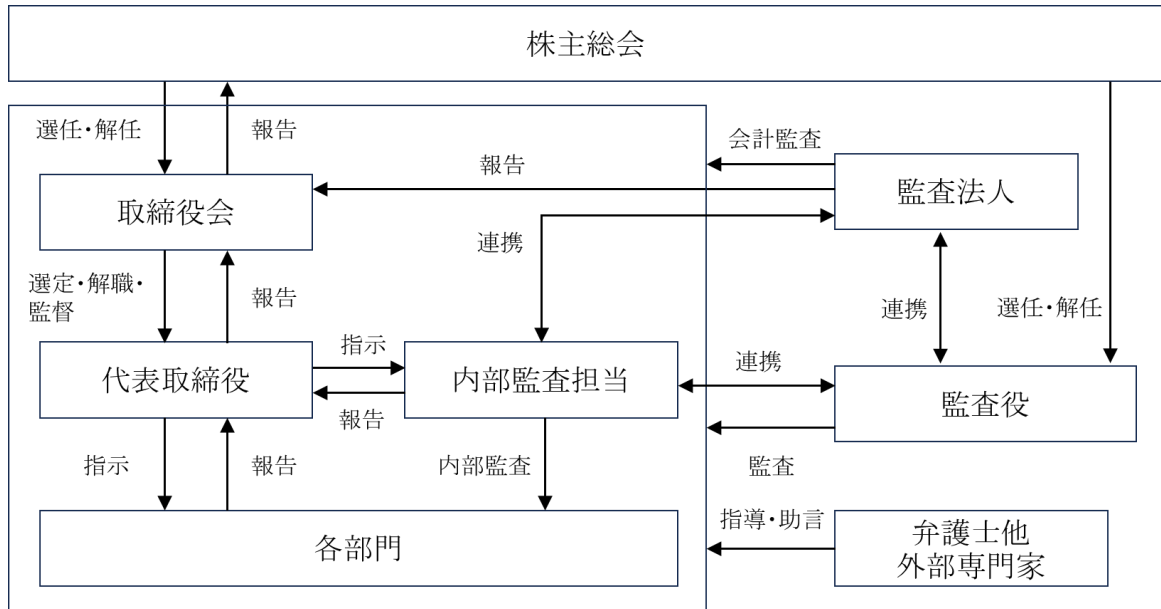 株主総会
選任・解任
報告
会計監査
報告
取締役会
監査法人
連携
選定・解職・
監督
報告
連携
選任・解任
指示
代表取締役
内部監査担当
連携
監査役
報告
指示
報告
内部監査
監査
各部門
指導・助言
弁護士他
外部専門家